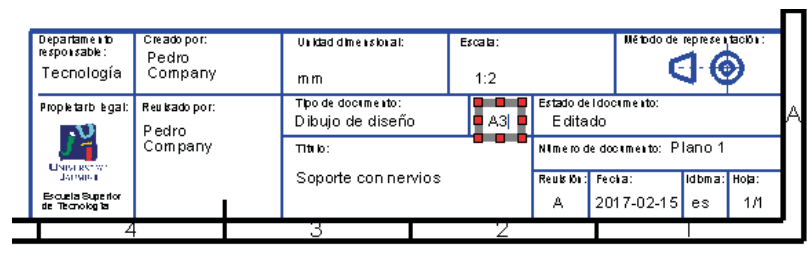 Departamento responsable:
Tecnología
Creado por:
Pedro Company
Unidad dimensional:
mm
Escala:
1:2
Método de representación:
Propietario legal:
UNIVERSITAT
JAUME·I
Escuela Superior
de Tecnología
Revisado por:
Pedro
Company
Tipo de documento:
Dibujo de diseño
A3
Estado del documento:
Editado
Título:
Soporte con nervios
Número de documento: Plano 1
Revisión:
A
Fecha:
2017-02-15
Idioma:
es
Hoja:
1/1
A
4
3
2
1